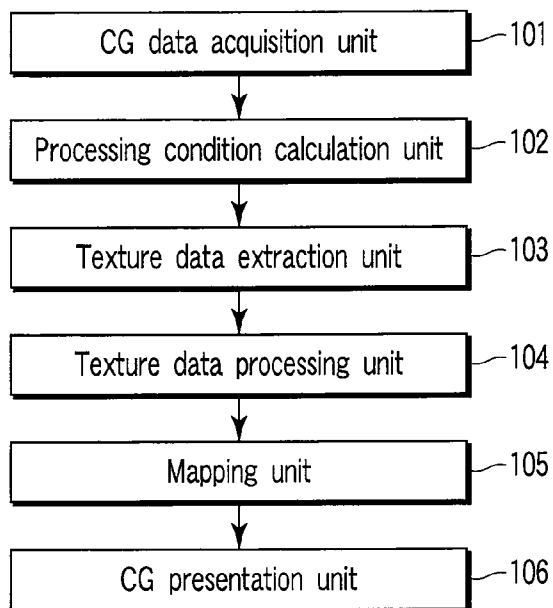 CG data acquisition unit 101
Processing condition calculation unit 102
Texture data extraction unit 103
Texture data processing unit 104
Mapping unit 105
CG presentation unit 106